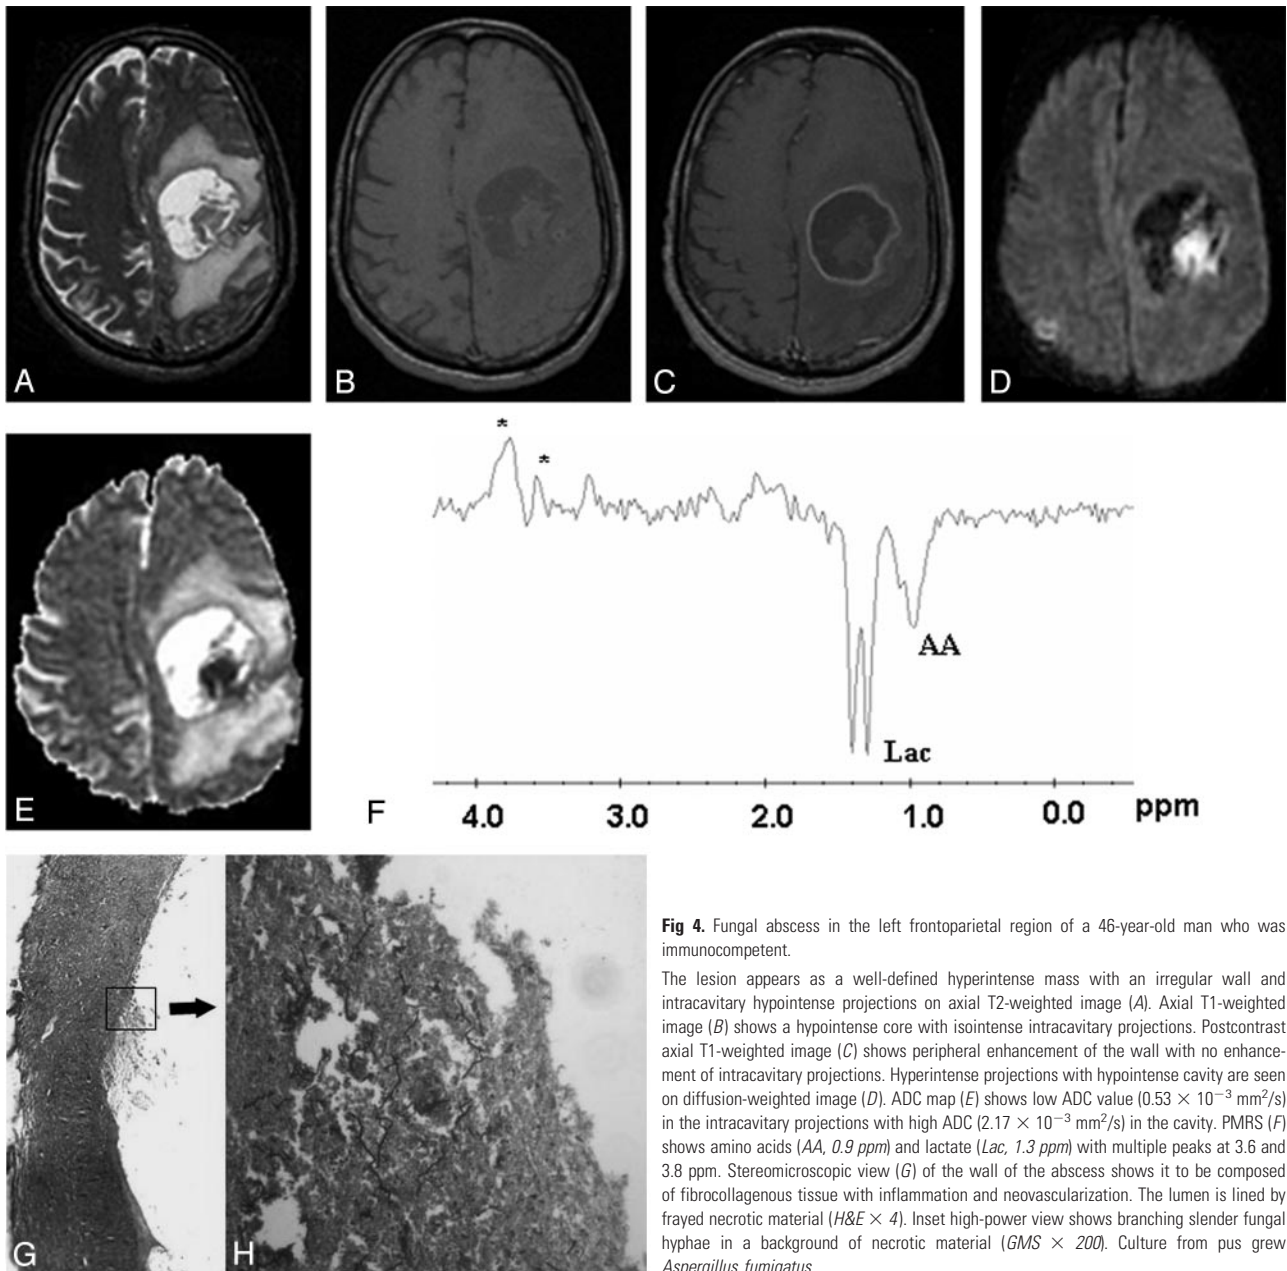 A
B
C
D
E
F
*
*
AA
Lac
4.0 3.0 2.0 1.0 0.0 ppm
G
H
Fig 4. Fungal abscess in the left frontoparietal region of a 46-year-old man who was
immunocompetent.
The lesion appears as a well-defined hyperintense mass with an irregular wall and
intracavitary hypointense projections on axial T2-weighted image (A). Axial T1-weighted
image (B) shows a hypointense core with isointense intracavitary projections. Postcontrast
axial T1-weighted image (C) shows peripheral enhancement of the wall with no enhance-
ment of intracavitary projections. Hyperintense projections with hypointense cavity are seen
on diffusion-weighted image (D). ADC map (E) shows low ADC value (0.53 × 10⁻³ mm²/s)
in the intracavitary projections with high ADC (2.17 × 10⁻³ mm²/s) in the cavity. PMRS (F)
shows amino acids (AA, 0.9 ppm) and lactate (Lac, 1.3 ppm) with multiple peaks at 3.6 and
3.8 ppm. Stereomicroscopic view (G) of the wall of the abscess shows it to be composed
of fibrocollagenous tissue with inflammation and neovascularization. The lumen is lined by
frayed necrotic material (H&E × 4). Inset high-power view shows branching slender fungal
hyphae in a background of necrotic material (GMS × 200). Culture from pus grew
Aspergillus fumigatus.